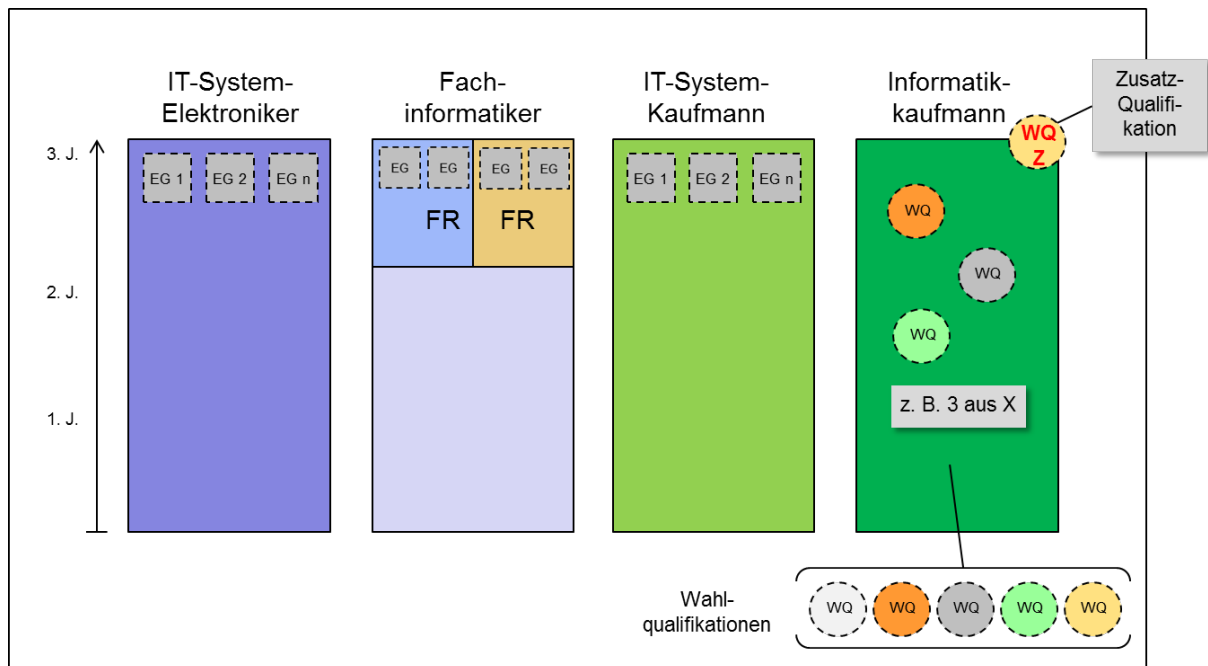 IT-System-
Elektroniker
Fach-
informatiker
IT-System-
Kaufmann
Informatik-
kaufmann
Zusatz-
Qualifi-
kation
WQ
Z
3. J.
2. J.
1. J.
EG 1
EG 2
EG n
EG
EG
EG
EG
FR
FR
EG 1
EG 2
EG n
WQ
WQ
WQ
z. B. 3 aus X
Wahl-
qualifikationen
WQ
WQ
WQ
WQ
WQ